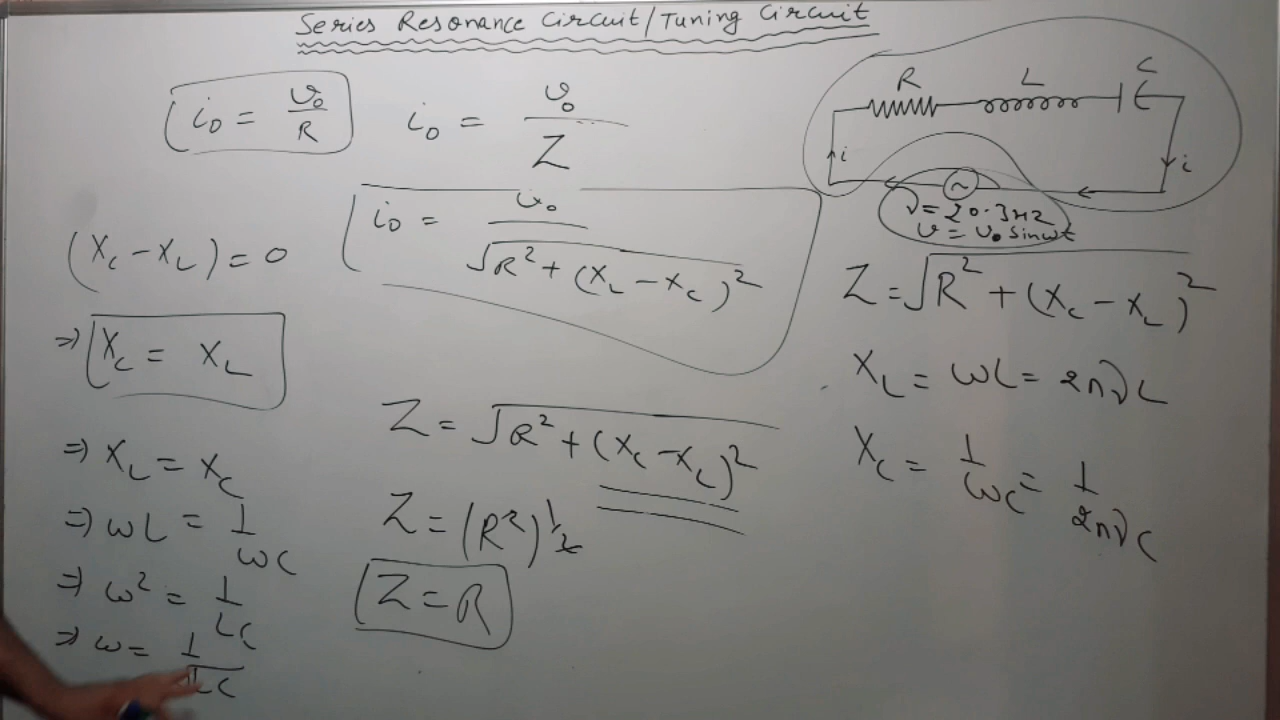 Series Resonance Circuit/Tuning Circuit
i₀ = v₀/R
i₀ = v₀/Z
i₀ = v₀/√R² + (X_L - X_C)²
(X_C - X_L) = 0
⇒ X_C = X_L
⇒ X_L = X_C
⇒ ωL = 1/ωC
⇒ ω² = 1/LC
⇒ ω = 1/√LC
Z = √R² + (X_C - X_L)²
Z = (R²)^1/2
Z = R
R L C
i i
~
ν = 20.3Hz
v = v₀ sinωt
Z = √R² + (X_C - X_L)²
X_L = ωL = 2πνL
X_C = 1/ωC = 1/2πνC